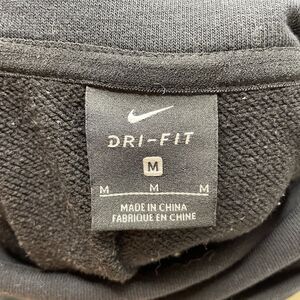 DRI-FIT
M
M M M
MADE IN CHINA
FABRIQUÉ EN CHINE